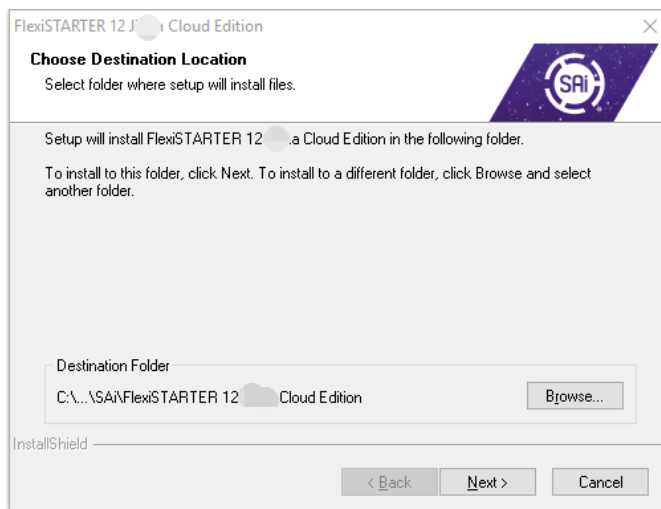 FlexiSTARTER 12 Cloud Edition
Choose Destination Location
Select folder where setup will install files.
SAi
Setup will install FlexiSTARTER 12 Cloud Edition in the following folder.
To install to this folder, click Next. To install to a different folder, click Browse and select
another folder.
Destination Folder
C:\...\SAi\FlexiSTARTER 12 Cloud Edition
Browse...
InstallShield
< Back
Next >
Cancel